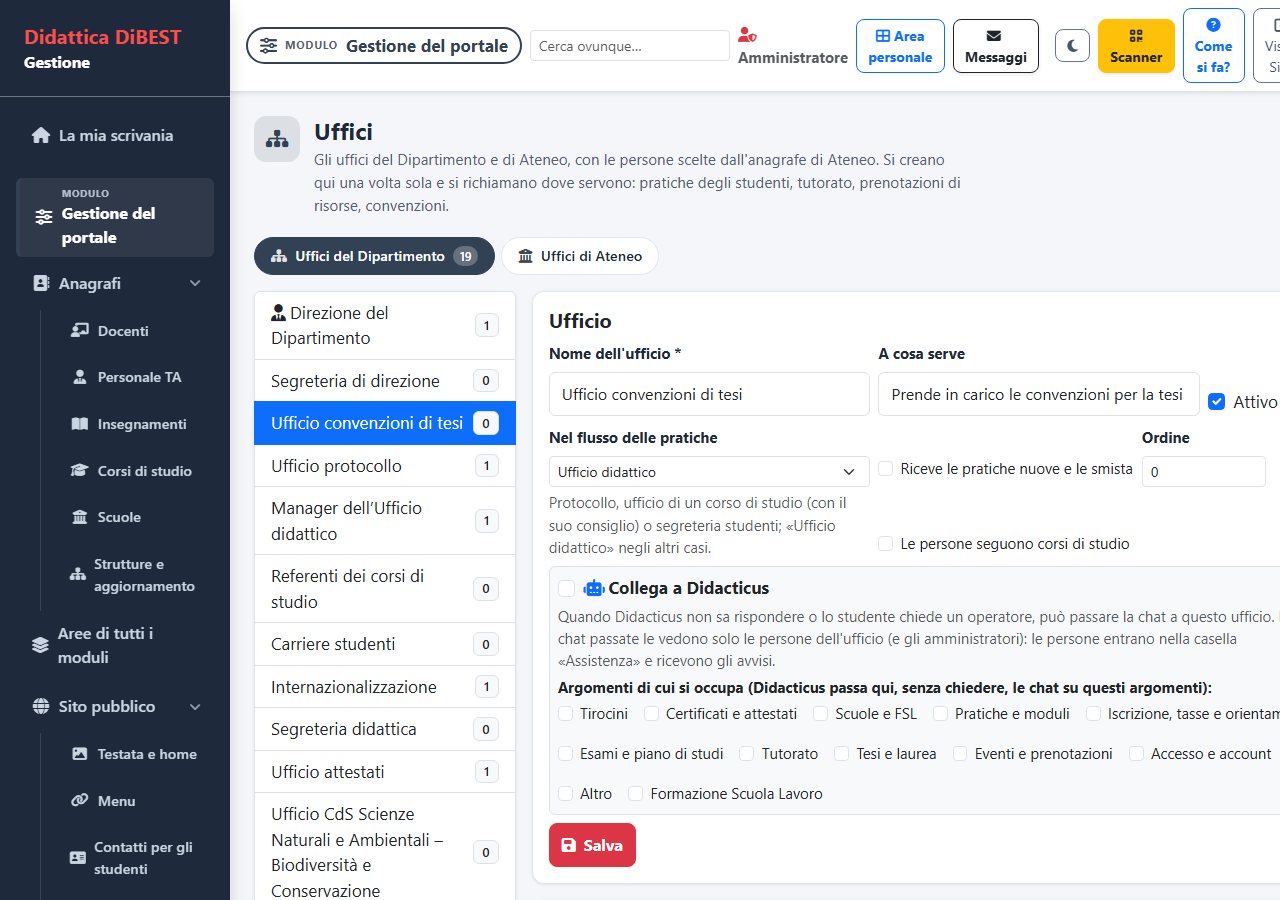 Didattica DiBEST
Gestione
La mia scrivania
MODULO
Gestione del
portale
Anagrafi
Docenti
Personale TA
Insegnamenti
Corsi di studio
Scuole
Strutture e
aggiornamento
Aree di tutti i
moduli
Sito pubblico
Testata e home
Menu
Contatti per gli
studenti
MODULO Gestione del portale
Cerca ovunque...
Amministratore
Area
personale
Messaggi
Scanner
Come
si fa?
Uffici
Gli uffici del Dipartimento e di Ateneo, con le persone scelte dall'anagrafe di Ateneo. Si creano
qui una volta sola e si richiamano dove servono: pratiche degli studenti, tutorato, prenotazioni di
risorse, convenzioni.
Uffici del Dipartimento 19
Uffici di Ateneo
Direzione del
Dipartimento
1
Segreteria di direzione 0
Ufficio convenzioni di tesi 0
Ufficio protocollo 1
Manager dell’Ufficio
didattico
1
Referenti dei corsi di
studio
0
Carriere studenti 0
Internazionalizzazione 1
Segreteria didattica 0
Ufficio attestati 1
Ufficio CdS Scienze
Naturali e Ambientali –
Biodiversità e
Conservazione
0
Ufficio
Nome dell'ufficio *
Ufficio convenzioni di tesi
A cosa serve
Prende in carico le convenzioni per la tesi
Attivo
Nel flusso delle pratiche
Ufficio didattico
Protocollo, ufficio di un corso di studio (con il
suo consiglio) o segreteria studenti; «Ufficio
didattico» negli altri casi.
Riceve le pratiche nuove e le smista
Le persone seguono corsi di studio
Ordine
0
Collega a Didacticus
Quando Didacticus non sa rispondere o lo studente chiede un operatore, può passare la chat a questo ufficio.
chat passate le vedono solo le persone dell'ufficio (e gli amministratori): le persone entrano nella casella
«Assistenza» e ricevono gli avvisi.
Argomenti di cui si occupa (Didacticus passa qui, senza chiedere, le chat su questi argomenti):
Tirocini Certificati e attestati Scuole e FSL Pratiche e moduli Iscrizione, tasse e orientam
Esami e piano di studi Tutorato Tesi e laurea Eventi e prenotazioni Accesso e account
Altro Formazione Scuola Lavoro
Salva